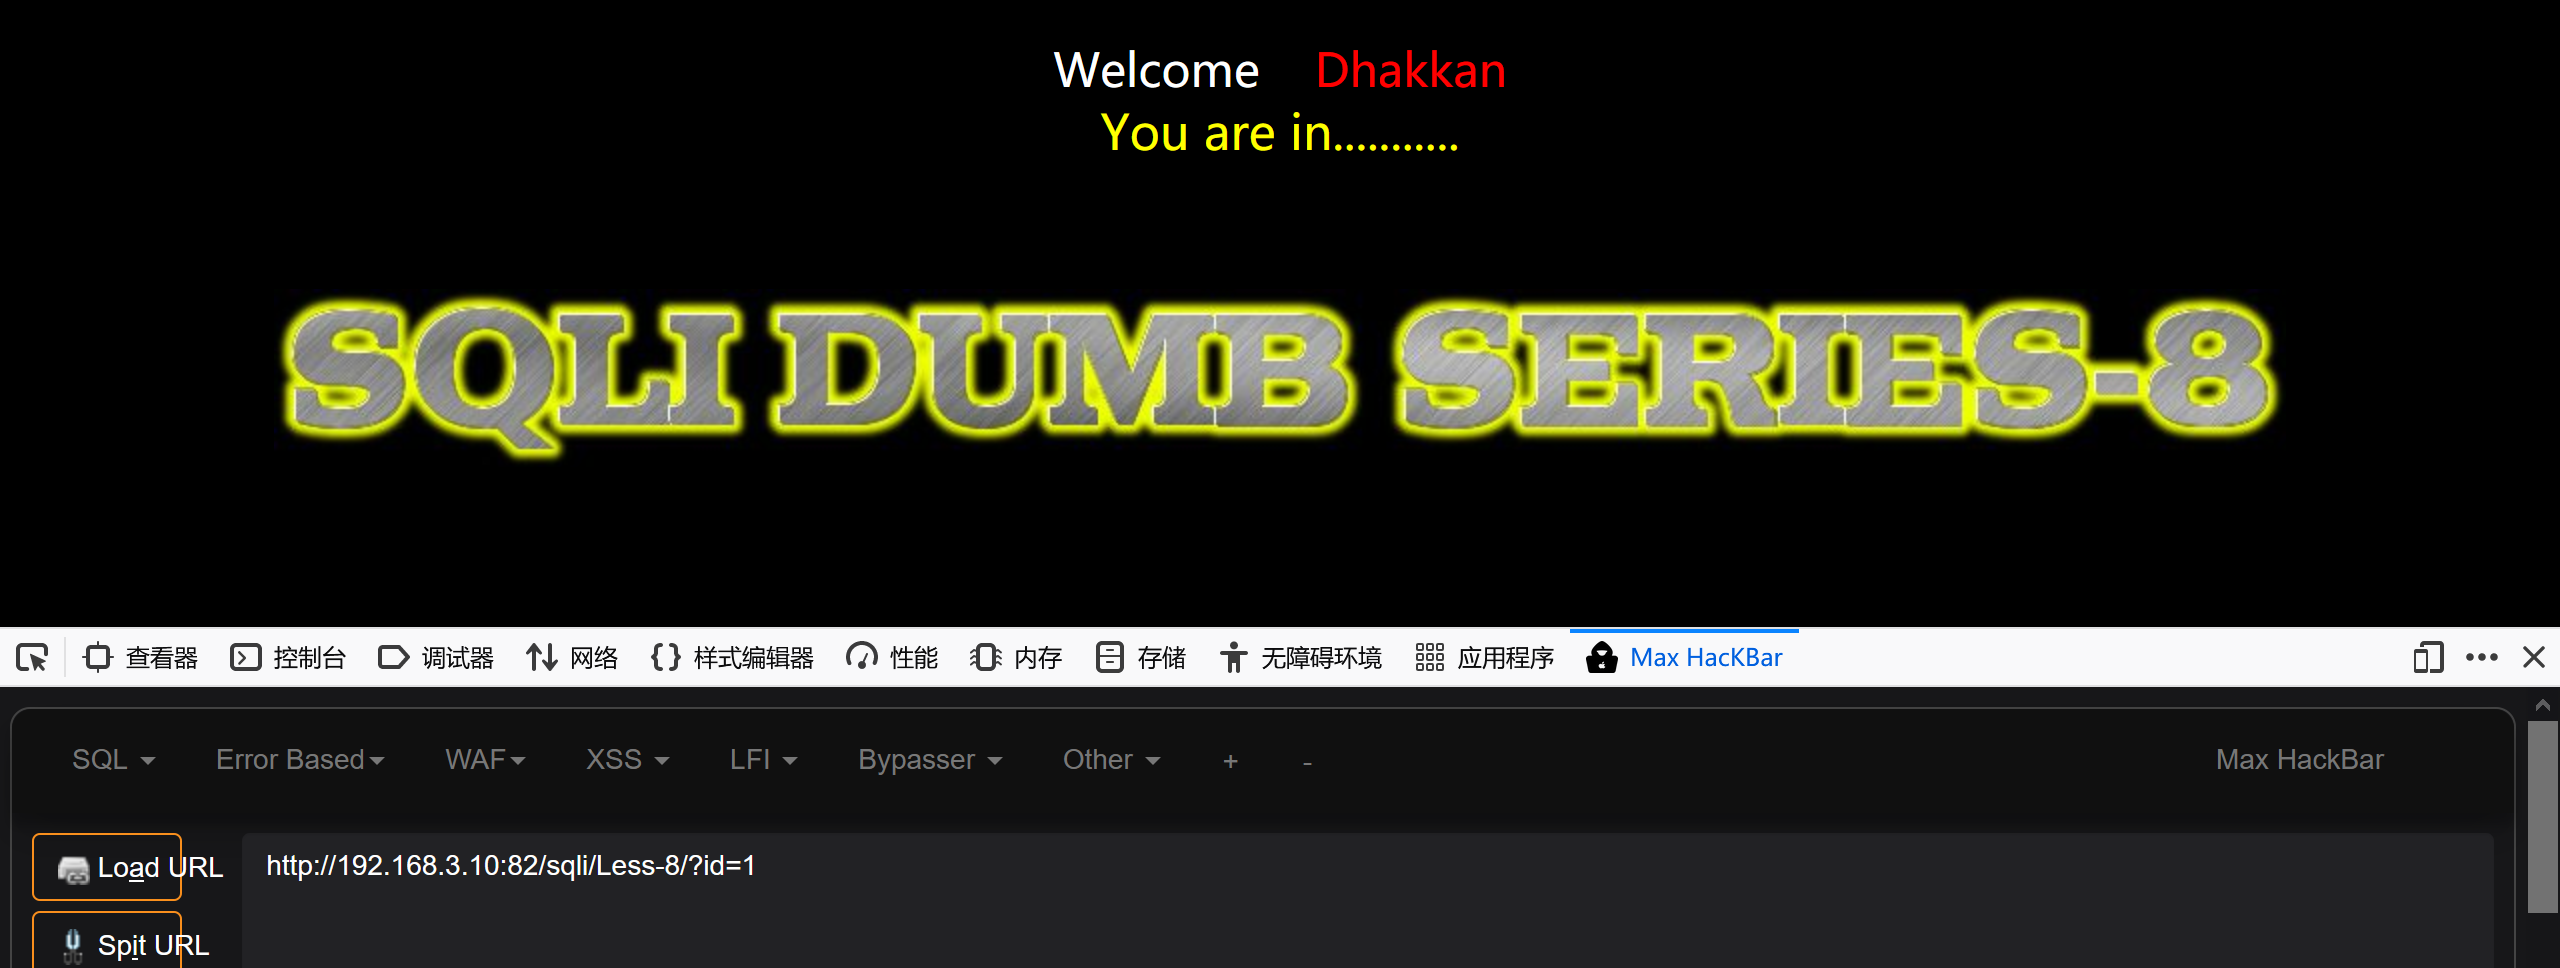 Welcome Dhakkan
You are in...........
SQLI DUMB SERIES-8
查看器 控制台 调试器 网络 样式编辑器 性能 内存 存储 无障碍环境 应用程序 Max HacKBar
SQL Error Based WAF XSS LFI Bypasser Other + - Max HackBar
Load URL http://192.168.3.10:82/sqli/Less-8/?id=1
Spit URL